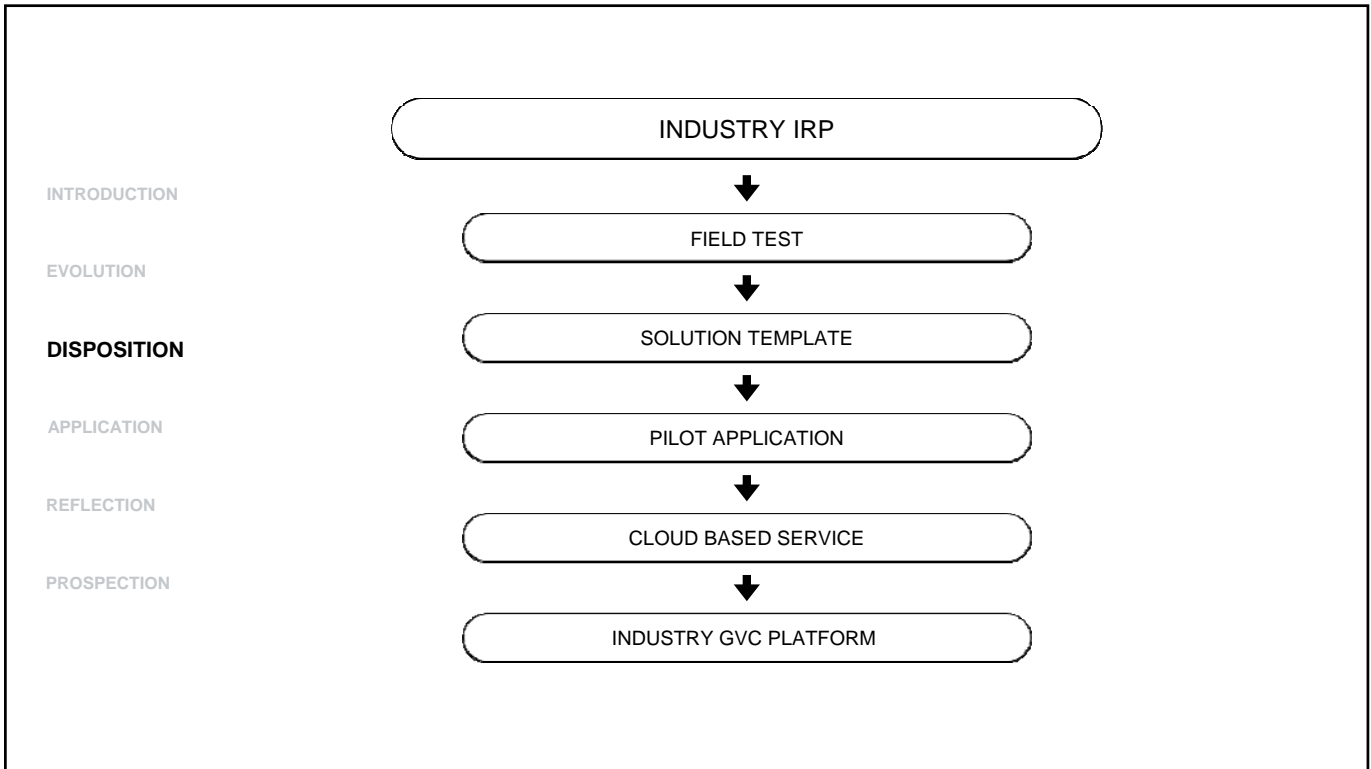 INDUSTRY IRP
INTRODUCTION
FIELD TEST
EVOLUTION
SOLUTION TEMPLATE
DISPOSITION
APPLICATION
PILOT APPLICATION
REFLECTION
CLOUD BASED SERVICE
PROSPECTION
INDUSTRY GVC PLATFORM